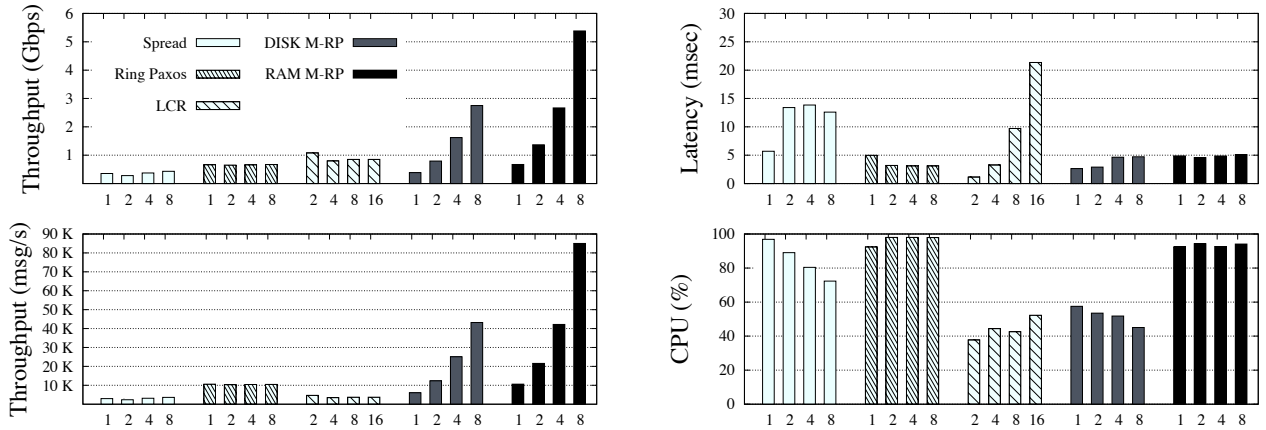 Throughput (Gbps)
6
5
4
3
2
1
0
Spread
DISK M-RP
Ring Paxos
RAM M-RP
LCR
1 2 4 8 1 2 4 8 2 4 8 16 1 2 4 8 1 2 4 8
Latency (msec)
30
25
20
15
10
5
0
1 2 4 8 1 2 4 8 2 4 8 16 1 2 4 8 1 2 4 8
Throughput (msg/s)
90 K
80 K
70 K
60 K
50 K
40 K
30 K
20 K
10 K
1 2 4 8 1 2 4 8 2 4 8 16 1 2 4 8 1 2 4 8
CPU (%)
100
80
60
40
20
0
1 2 4 8 1 2 4 8 2 4 8 16 1 2 4 8 1 2 4 8